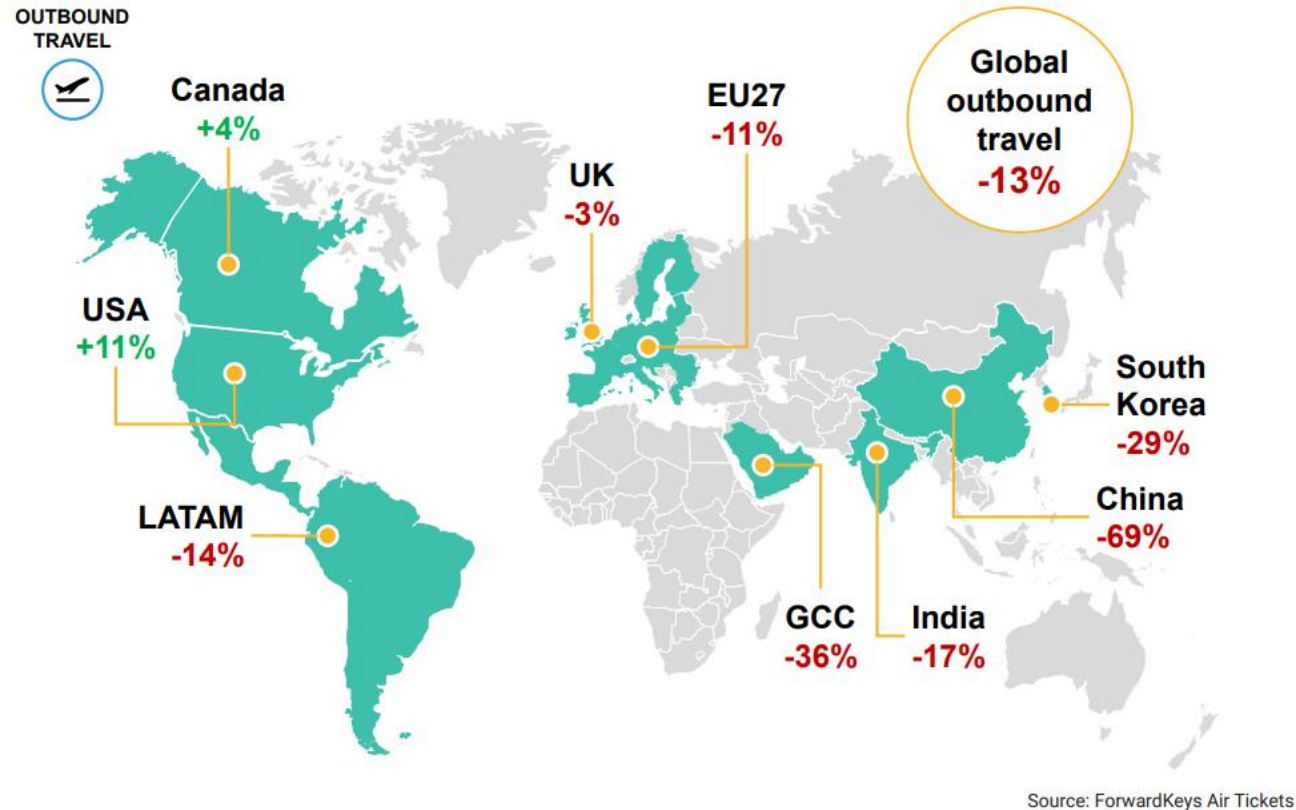 OUTBOUND
TRAVEL
Canada
+4%
EU27
-11%
Global
outbound
travel
-13%
UK
-3%
USA
+11%
South
Korea
-29%
China
-69%
LATAM
-14%
GCC
-36%
India
-17%
Source: ForwardKeys Air Tickets